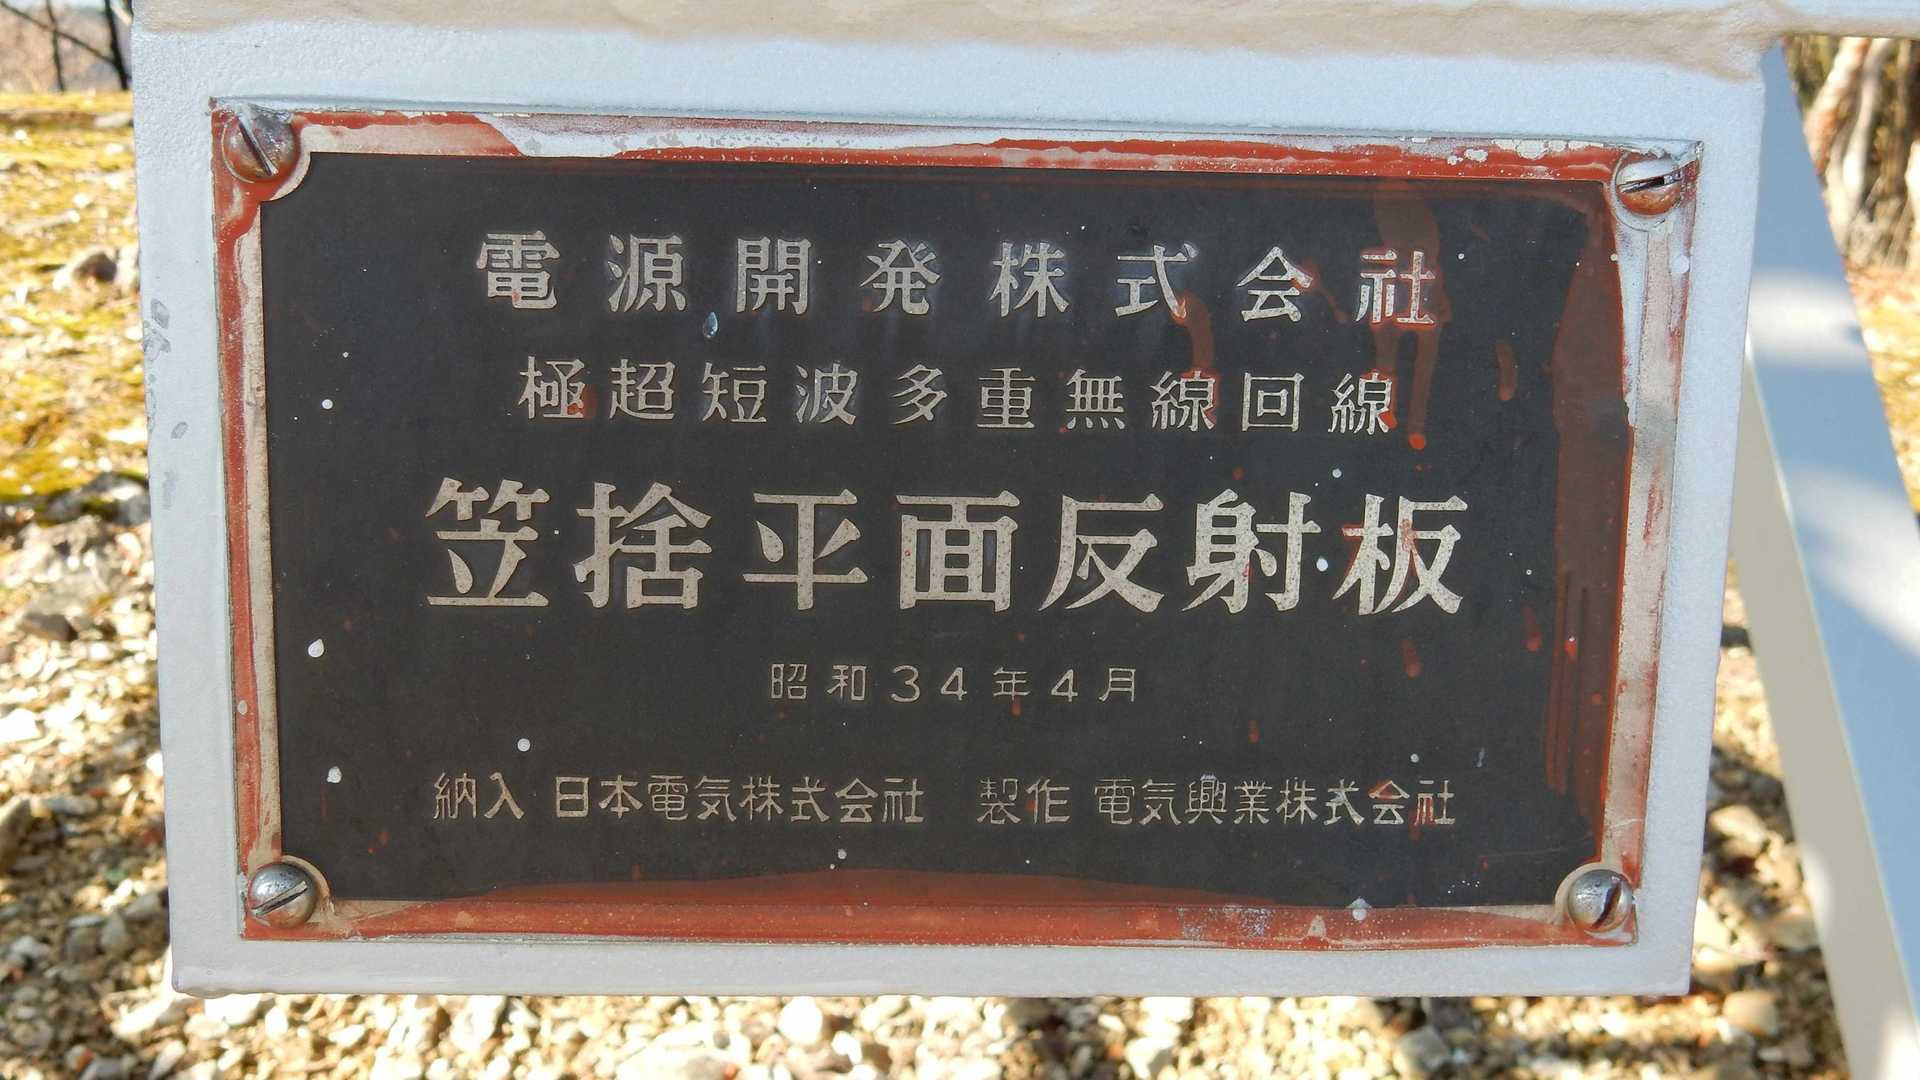 電源開発株式会社
極超短波多重無線回線
笠捨平面反射板
昭和34年4月
納入 日本電気株式会社 製作 電気興業株式会社